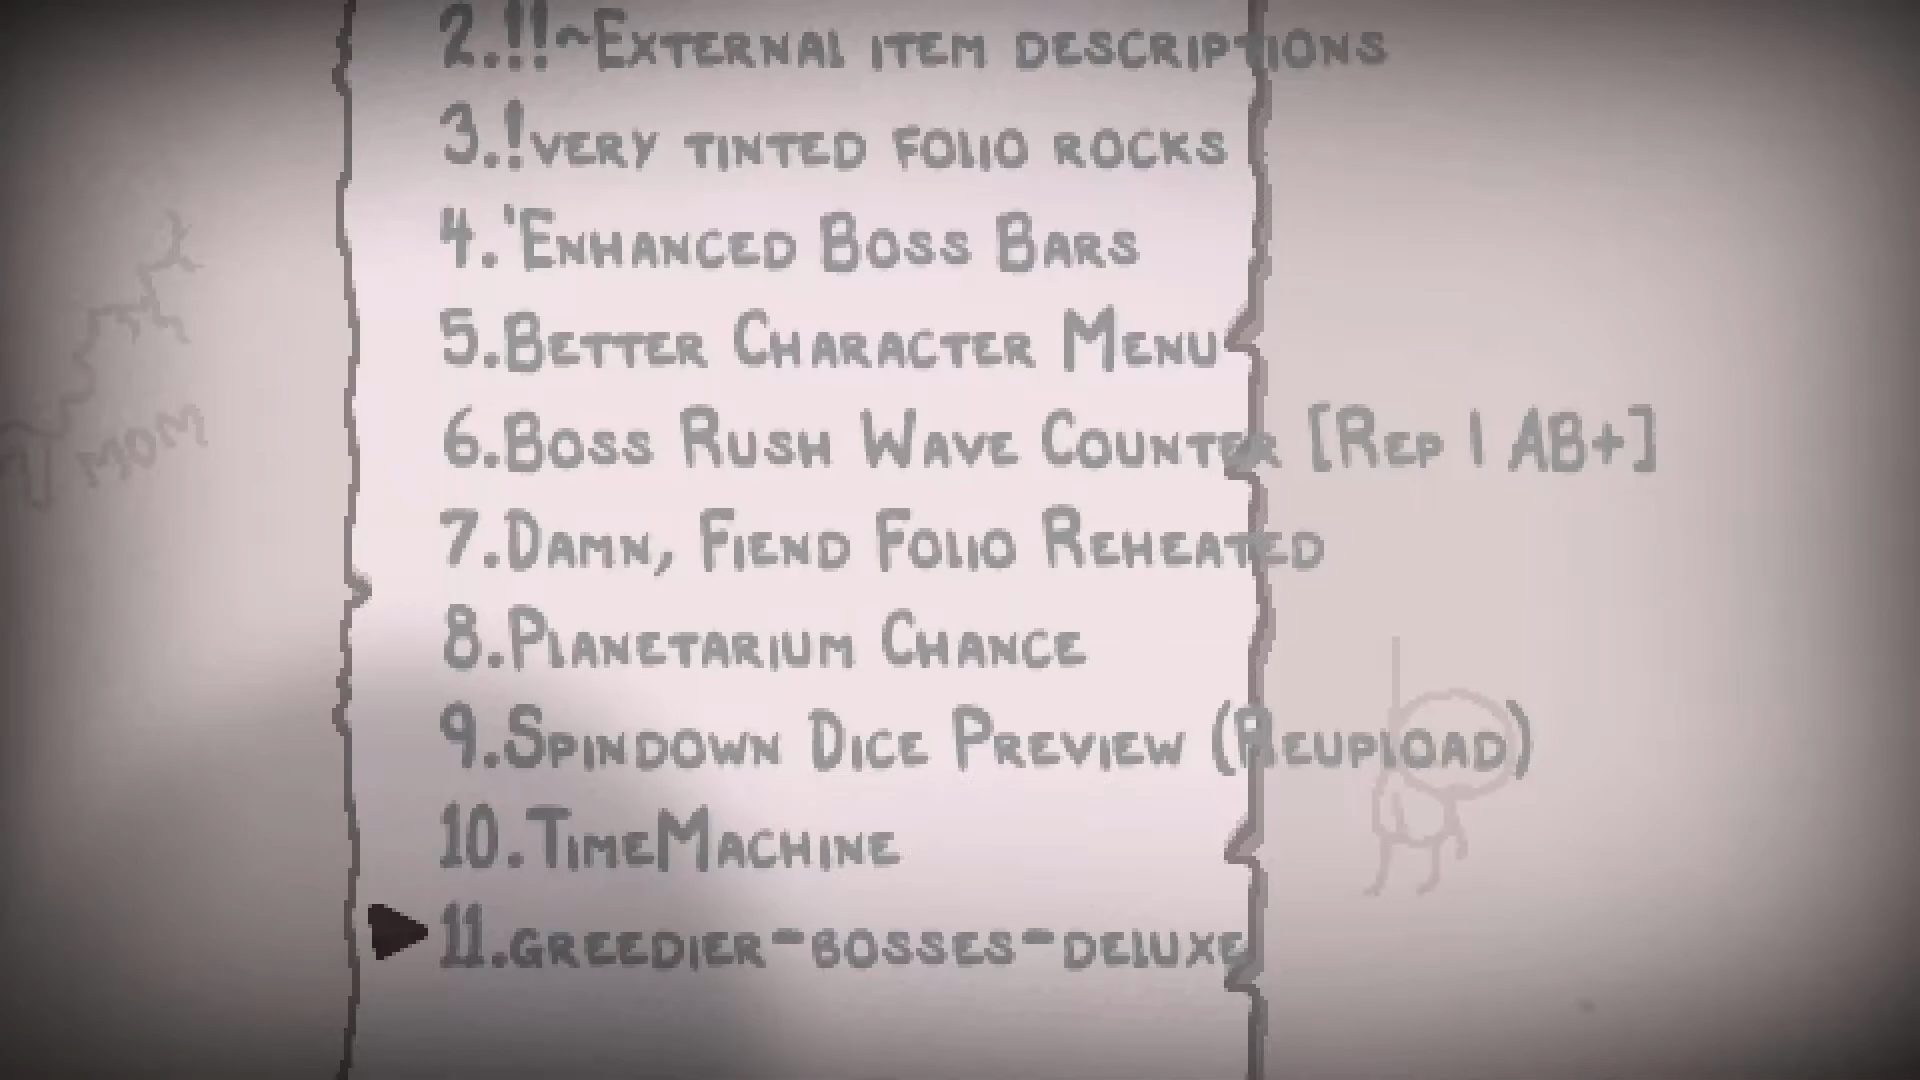 2.!!~External item descriptions
3.!very tinted folio rocks
4.'Enhanced Boss Bars
5.Better Character Menu
6.Boss Rush Wave Counter [Rep | AB+]
MOM
7.Damn, Fiend Folio Reheated
8.Planetarium Chance
9.Spindown Dice Preview (Reupload)
10.TimeMachine
11.greedier-bosses-deluxe